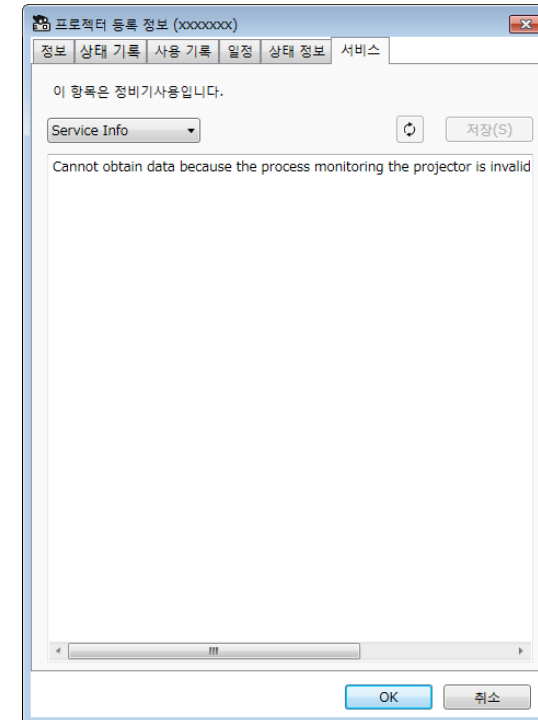 프로젝터 등록 정보 (xxxxxxx)
정보 상태 기록 사용 기록 일정 상태 정보 서비스
이 항목은 정비기사용입니다.
Service Info 저장(S)
Cannot obtain data because the process monitoring the projector is invalid
OK 취소